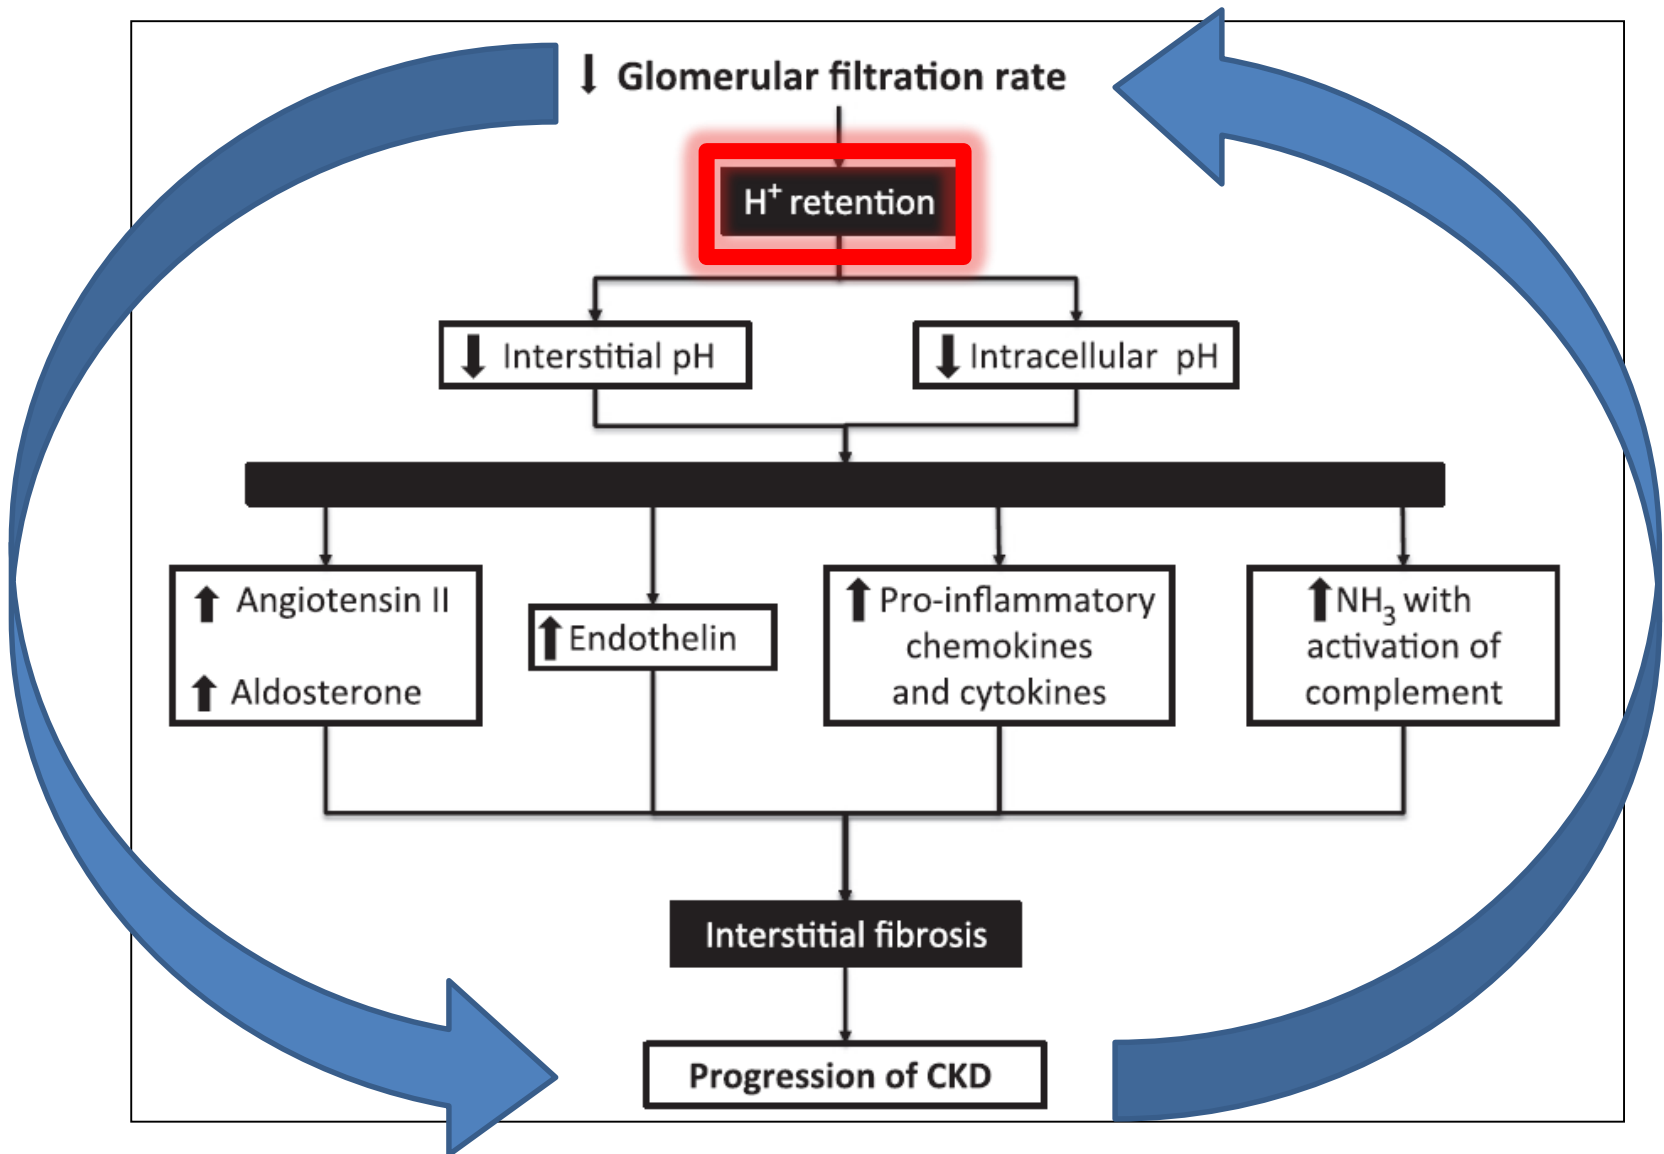 ↓ Glomerular filtration rate
H⁺ retention
↓ Interstitial pH
↓ Intracellular pH
↑ Angiotensin II
↑ Aldosterone
↑ Endothelin
↑ Pro-inflammatory
chemokines
and cytokines
↑ NH₃ with
activation of
complement
Interstitial fibrosis
Progression of CKD